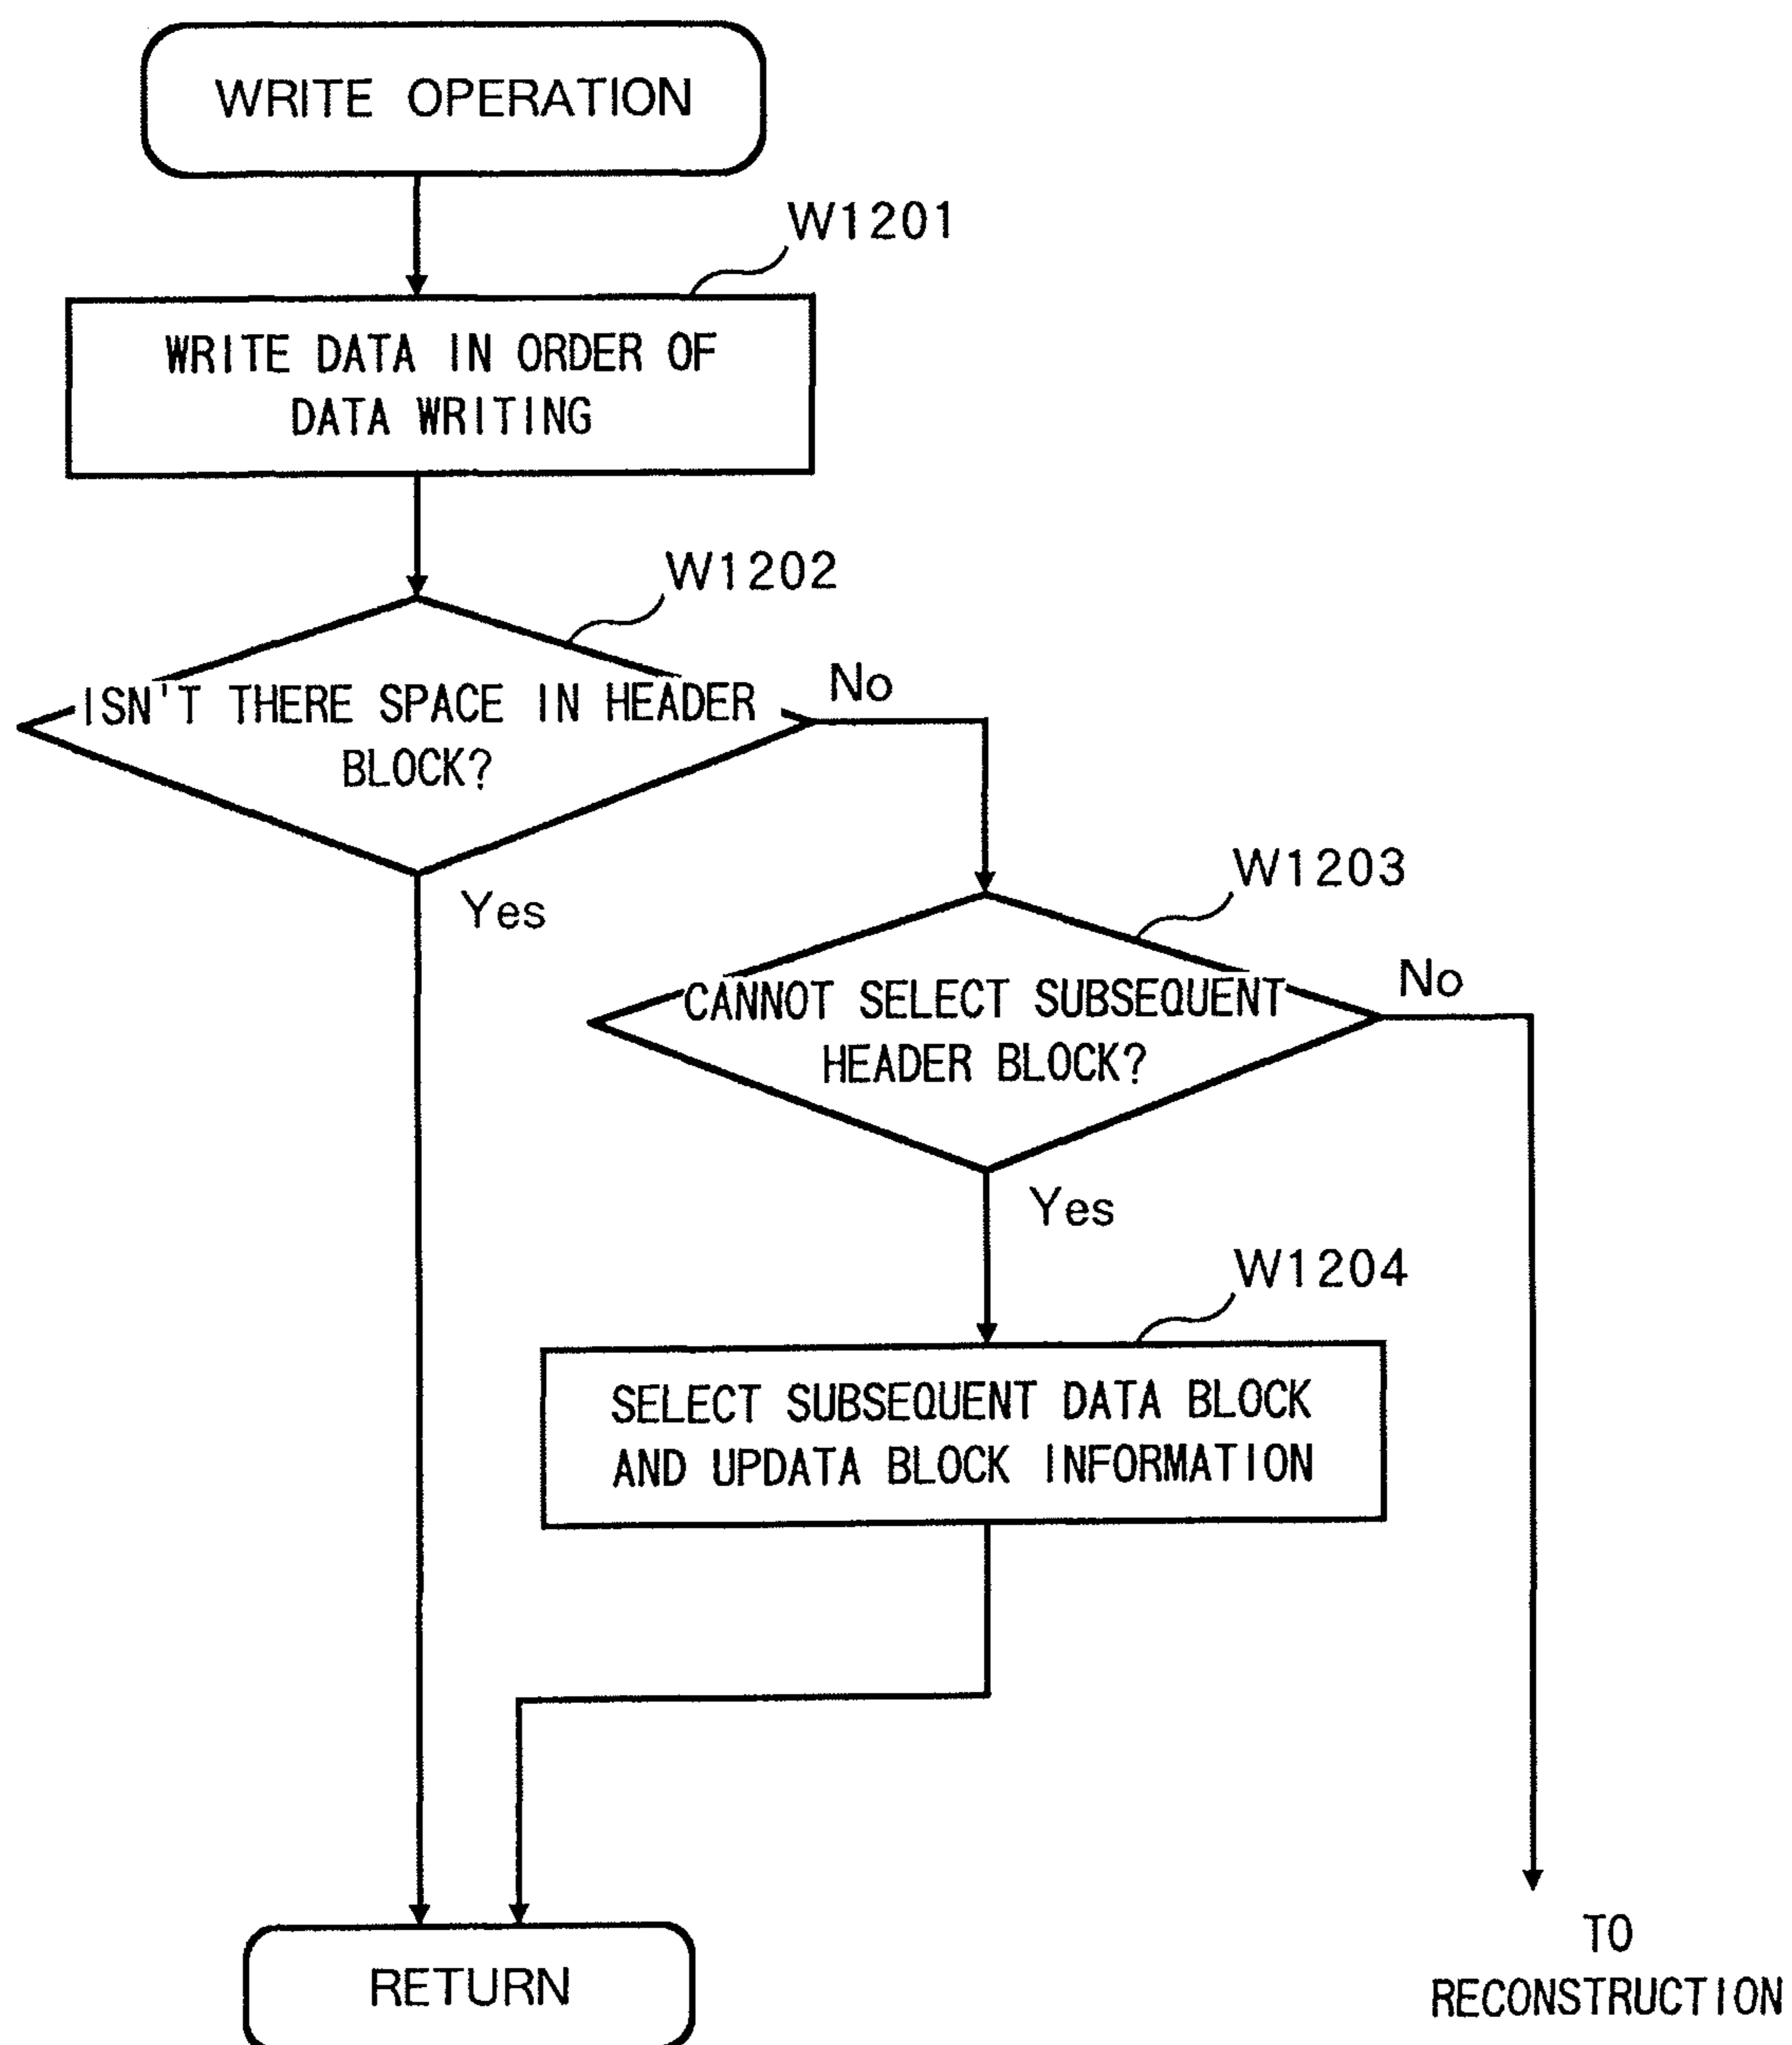 WRITE OPERATION
W1201
WRITE DATA IN ORDER OF
DATA WRITING
W1202
ISN'T THERE SPACE IN HEADER
BLOCK?
No
Yes
W1203
CANNOT SELECT SUBSEQUENT
HEADER BLOCK?
No
Yes
W1204
SELECT SUBSEQUENT DATA BLOCK
AND UPDATA BLOCK INFORMATION
RETURN
TO
RECONSTRUCTION